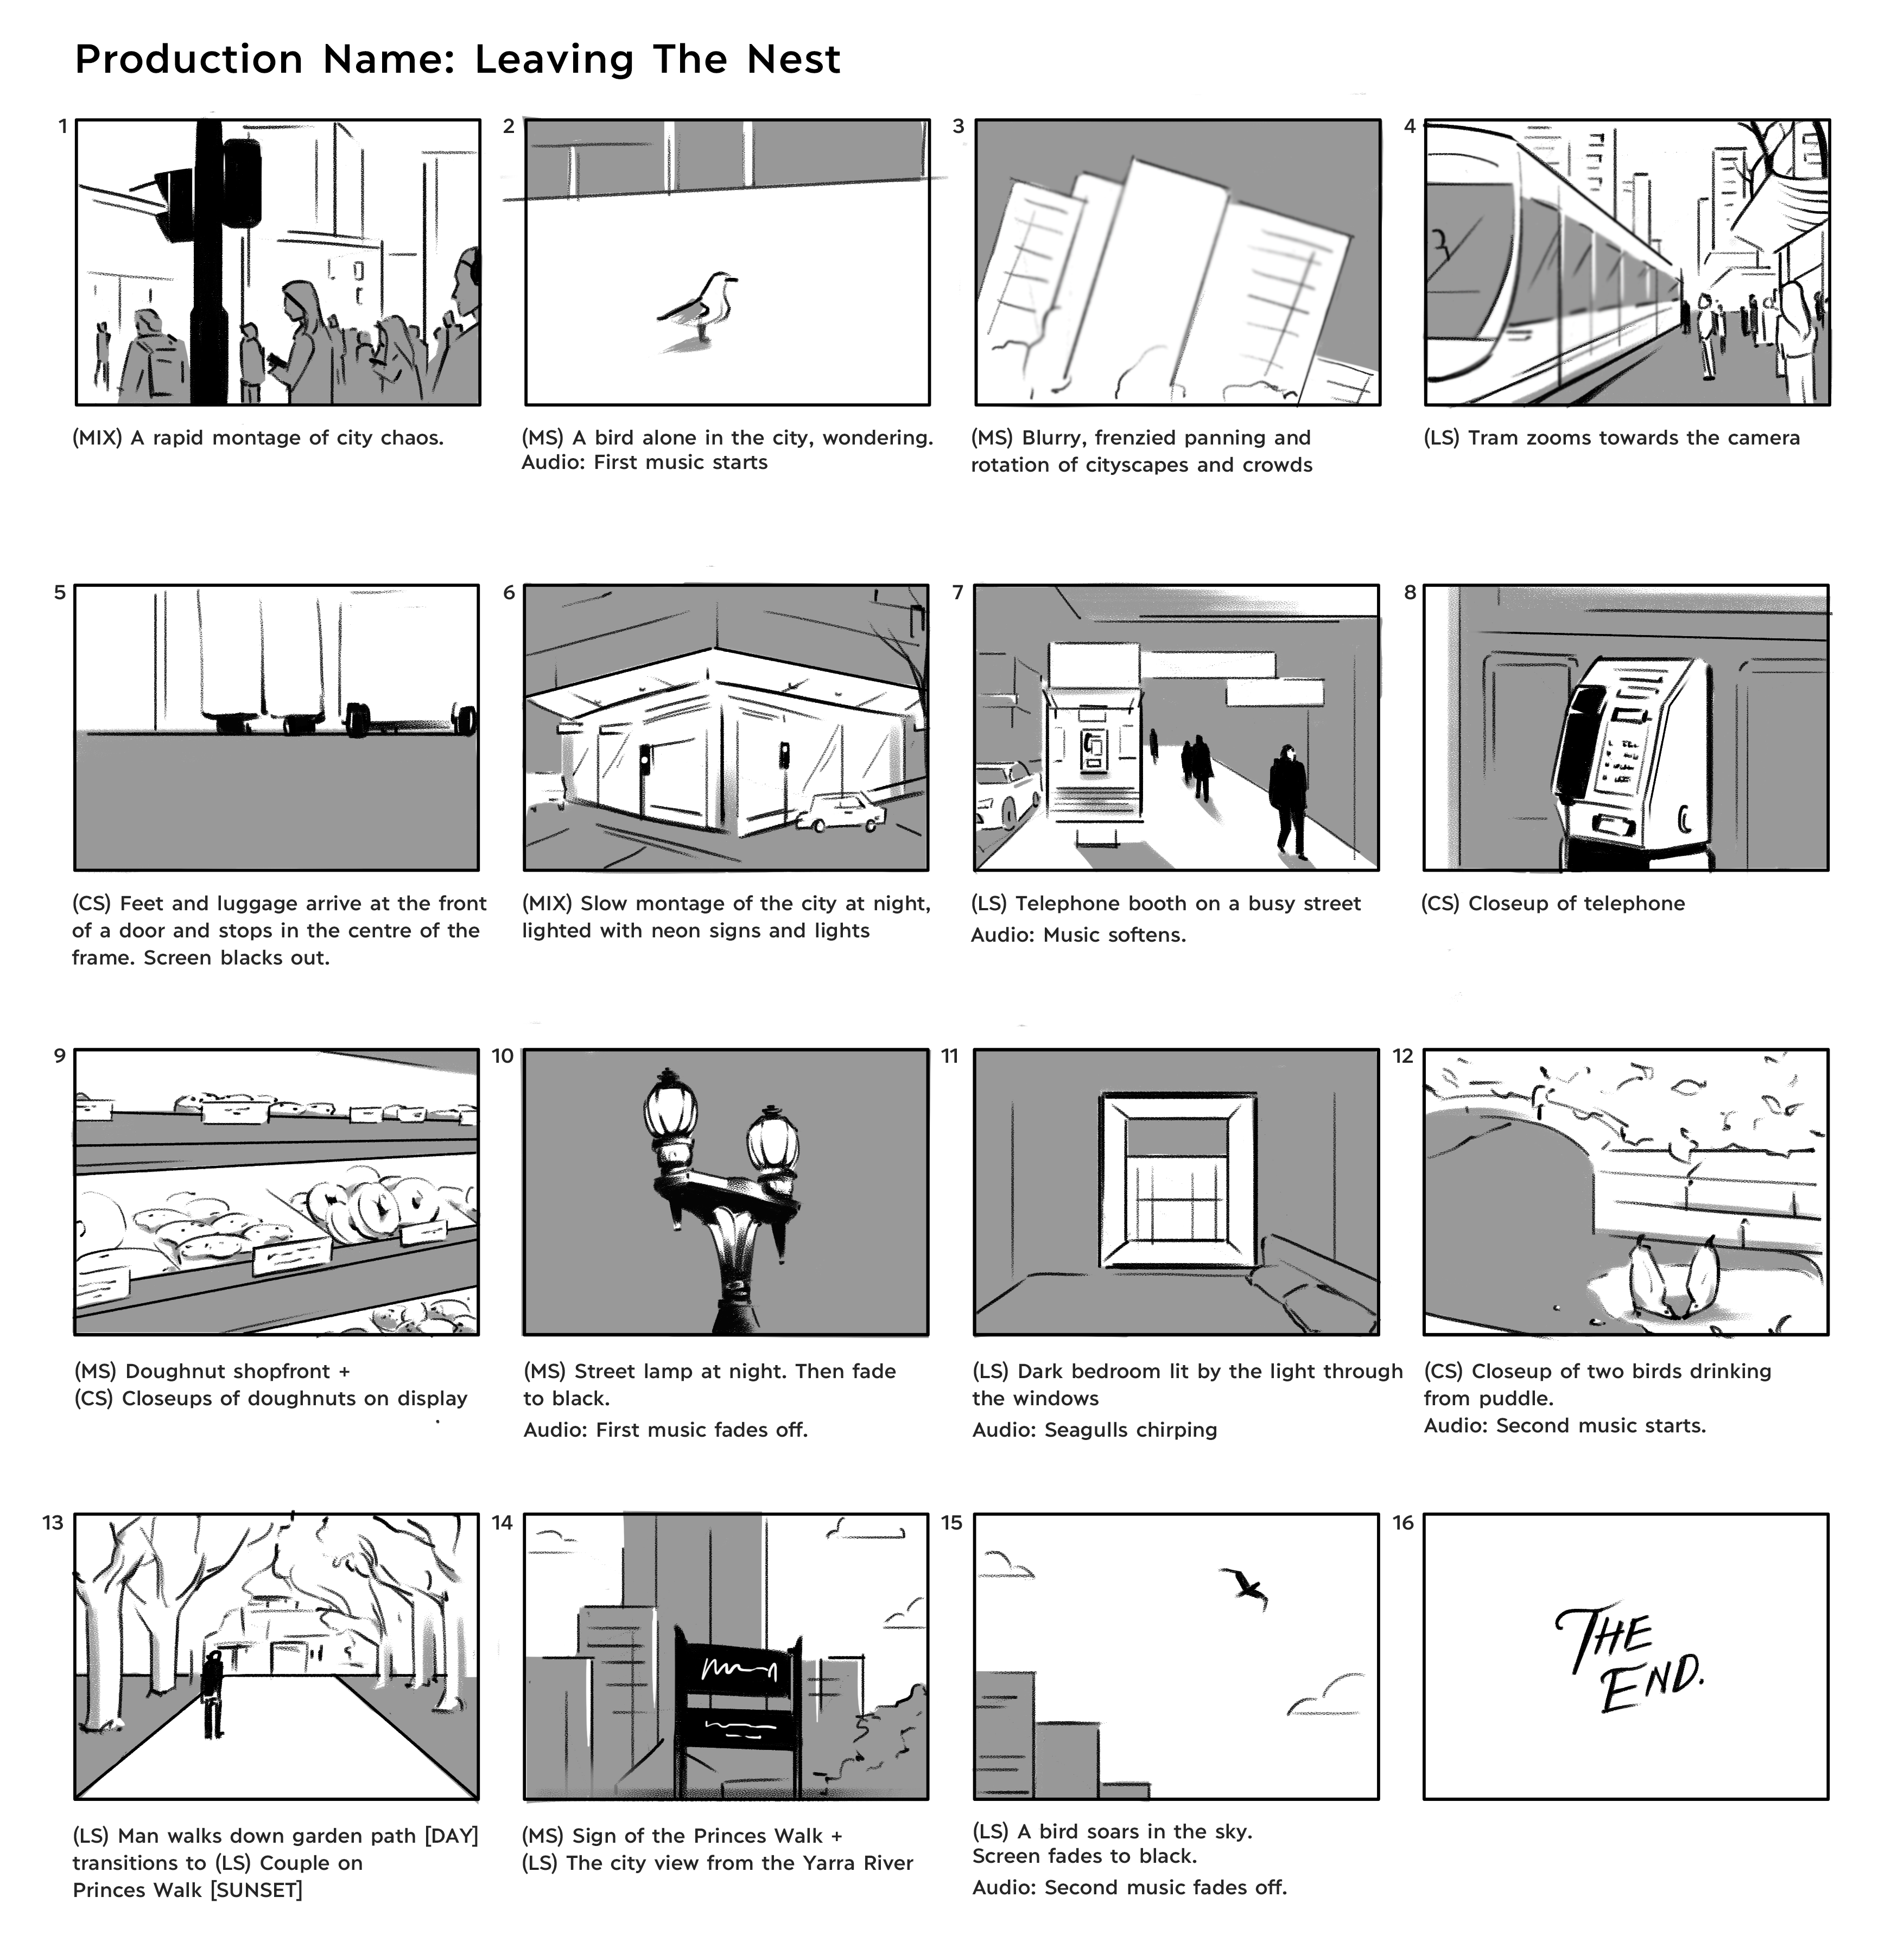 Production Name: Leaving The Nest
1
2
3
4
(MIX) A rapid montage of city chaos.
(MS) A bird alone in the city, wondering.
Audio: First music starts
(MS) Blurry, frenzied panning and
rotation of cityscapes and crowds
(LS) Tram zooms towards the camera
5
6
7
8
(CS) Feet and luggage arrive at the front
of a door and stops in the centre of the
frame. Screen blacks out.
(MIX) Slow montage of the city at night,
lighted with neon signs and lights
(LS) Telephone booth on a busy street
Audio: Music softens.
(CS) Closeup of telephone
9
10
11
12
(MS) Doughnut shopfront +
(CS) Closeups of doughnuts on display
(MS) Street lamp at night. Then fade
to black.
Audio: First music fades off.
(LS) Dark bedroom lit by the light through
the windows
Audio: Seagulls chirping
(CS) Closeup of two birds drinking
from puddle.
Audio: Second music starts.
13
14
15
16
THE
END.
(LS) Man walks down garden path [DAY]
transitions to (LS) Couple on
Princes Walk [SUNSET]
(MS) Sign of the Princes Walk +
(LS) The city view from the Yarra River
(LS) A bird soars in the sky.
Screen fades to black.
Audio: Second music fades off.